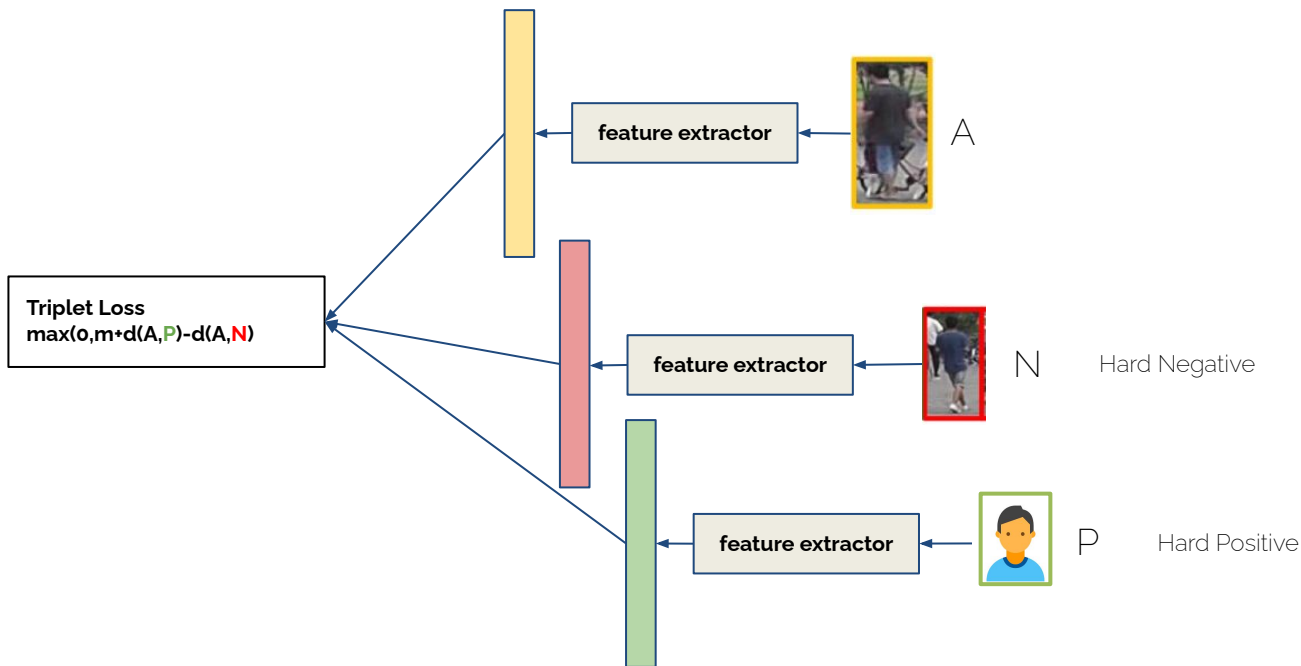 feature extractor
A
Triplet Loss
max(0,m+d(A,P)-d(A,N)
feature extractor
N
Hard Negative
feature extractor
P
Hard Positive